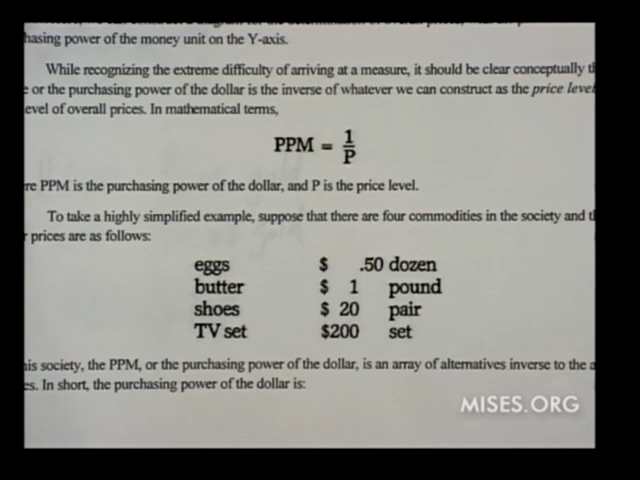 hasing power of the money unit on the Y-axis.
While recognizing the extreme difficulty of arriving at a measure, it should be clear conceptually
or the purchasing power of the dollar is the inverse of whatever we can construct as the price level
evel of overall prices. In mathematical terms,
PPM = 1/P
re PPM is the purchasing power of the dollar, and P is the price level.
To take a highly simplified example, suppose that there are four commodities in the society and
prices are as follows:
eggs $ .50 dozen
butter $ 1 pound
shoes $ 20 pair
TV set $200 set
is society, the PPM, or the purchasing power of the dollar, is an array of alternatives inverse to the
es. In short, the purchasing power of the dollar is:
MISES.ORG